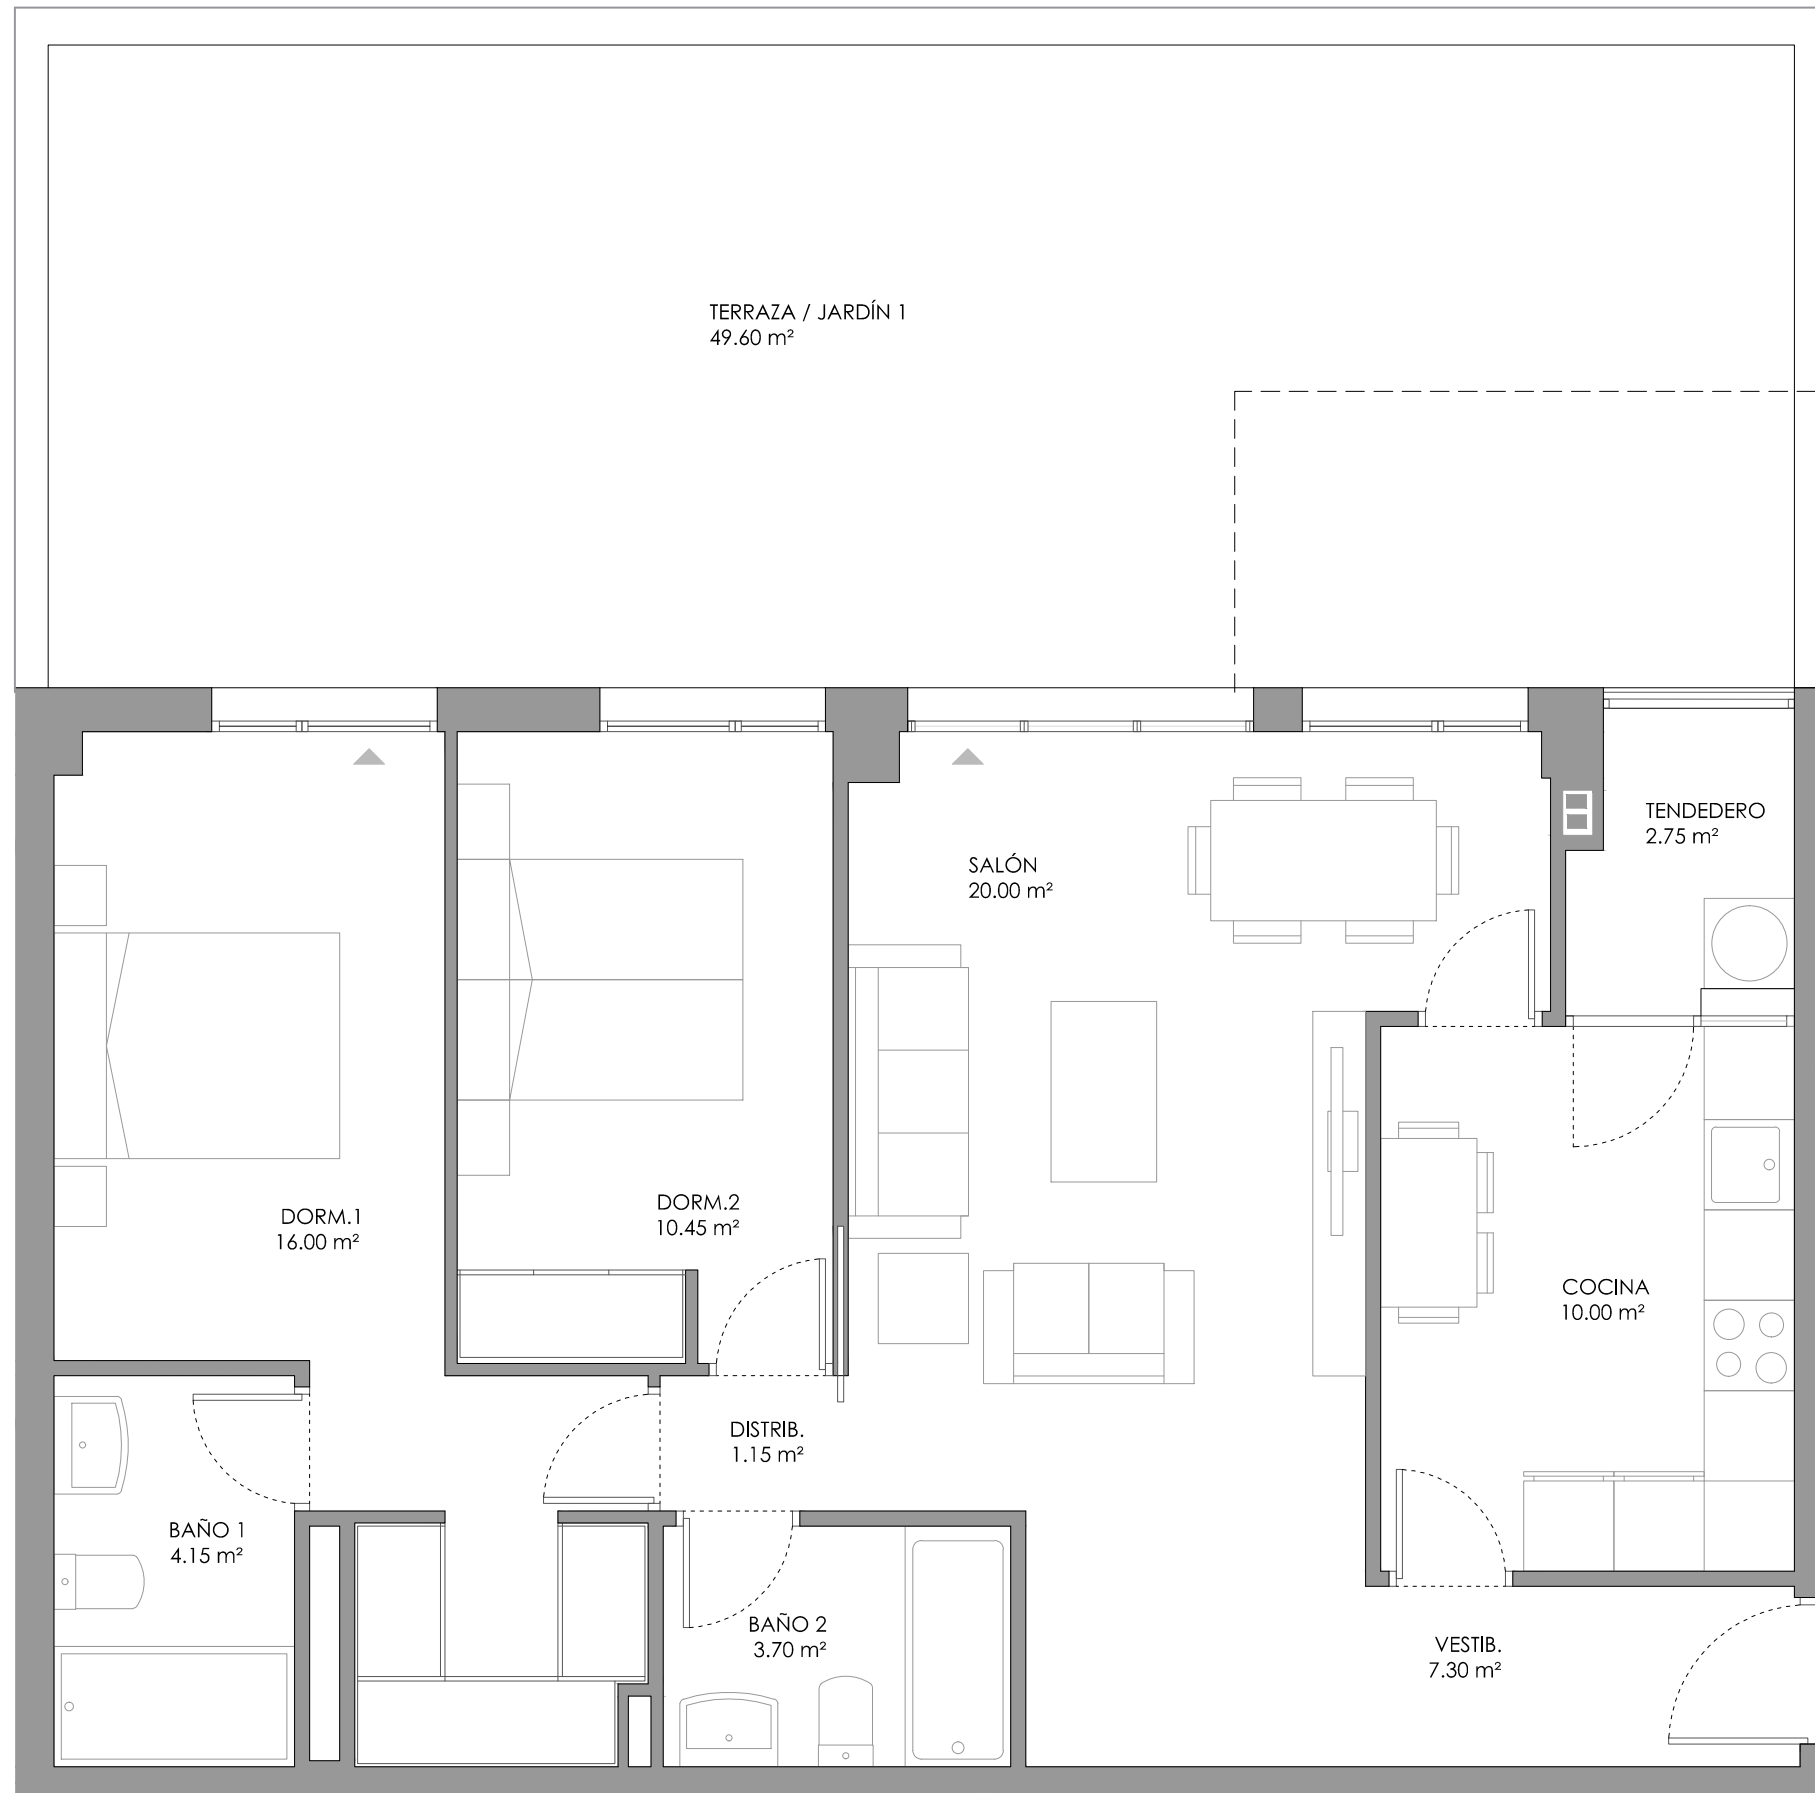 TERRAZA / JARDÍN 1
49.60 m²
TENDEDERO
2.75 m²
SALÓN
20.00 m²
DORM.2
10.45 m²
DORM.1
16.00 m²
COCINA
10.00 m²
DISTRIB.
1.15 m²
BAÑO 1
4.15 m²
BAÑO 2
3.70 m²
VESTIB.
7.30 m²